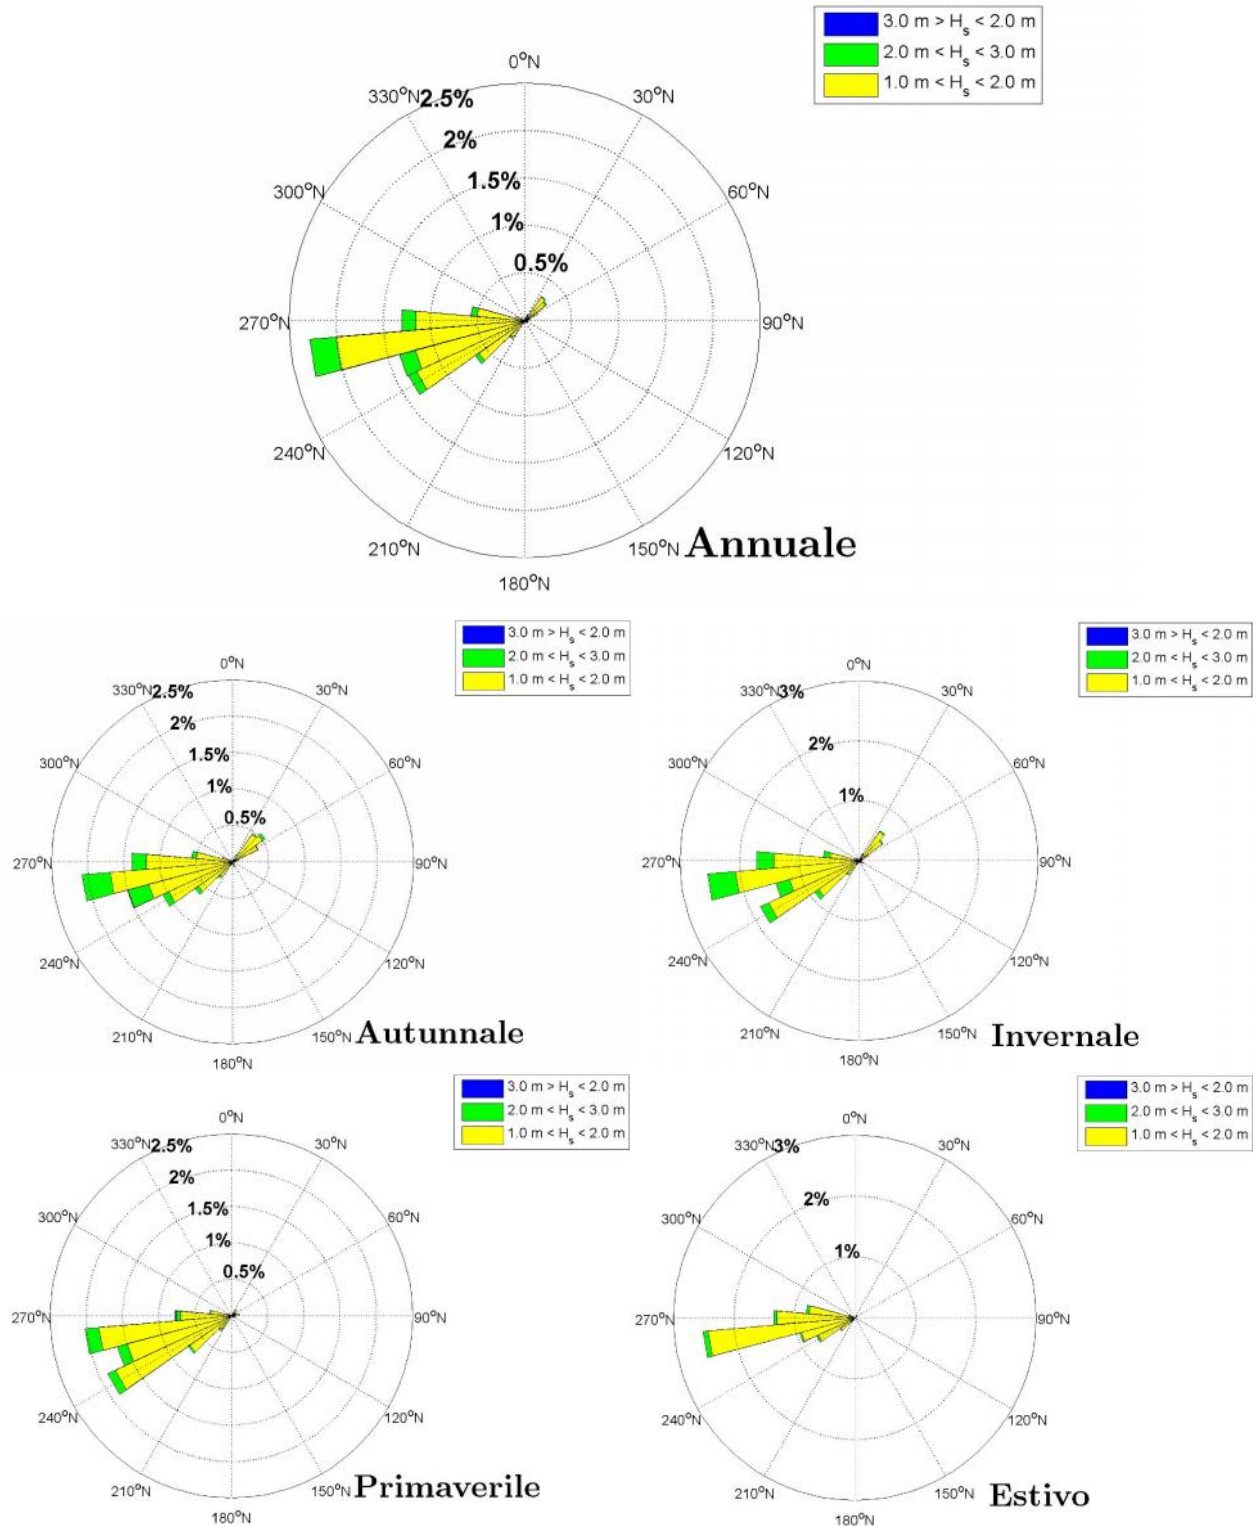 3.0 m > Hs < 2.0 m
2.0 m < Hs < 3.0 m
1.0 m < Hs < 2.0 m
0°N
330°N 2.5% 30°N
2%
300°N 1.5% 60°N
1%
0.5%
270°N 90°N
240°N 120°N
210°N 150°N Annuale
180°N
3.0 m > Hs < 2.0 m
2.0 m < Hs < 3.0 m
1.0 m < Hs < 2.0 m
0°N
330°N 2.5% 30°N
2%
300°N 1.5% 60°N
1%
0.5%
270°N 90°N
240°N 120°N
210°N 150°N Autunnale
180°N
3.0 m > Hs < 2.0 m
2.0 m < Hs < 3.0 m
1.0 m < Hs < 2.0 m
0°N
330°N 3% 30°N
2%
300°N 60°N
1%
270°N 90°N
240°N 120°N
210°N 150°N Invernale
180°N
3.0 m > Hs < 2.0 m
2.0 m < Hs < 3.0 m
1.0 m < Hs < 2.0 m
0°N
330°N 2.5% 30°N
2%
300°N 1.5% 60°N
1%
0.5%
270°N 90°N
240°N 120°N
210°N 150°N Primaverile
180°N
3.0 m > Hs < 2.0 m
2.0 m < Hs < 3.0 m
1.0 m < Hs < 2.0 m
0°N
330°N 3% 30°N
2%
300°N 60°N
1%
270°N 90°N
240°N 120°N
210°N 150°N Estivo
180°N